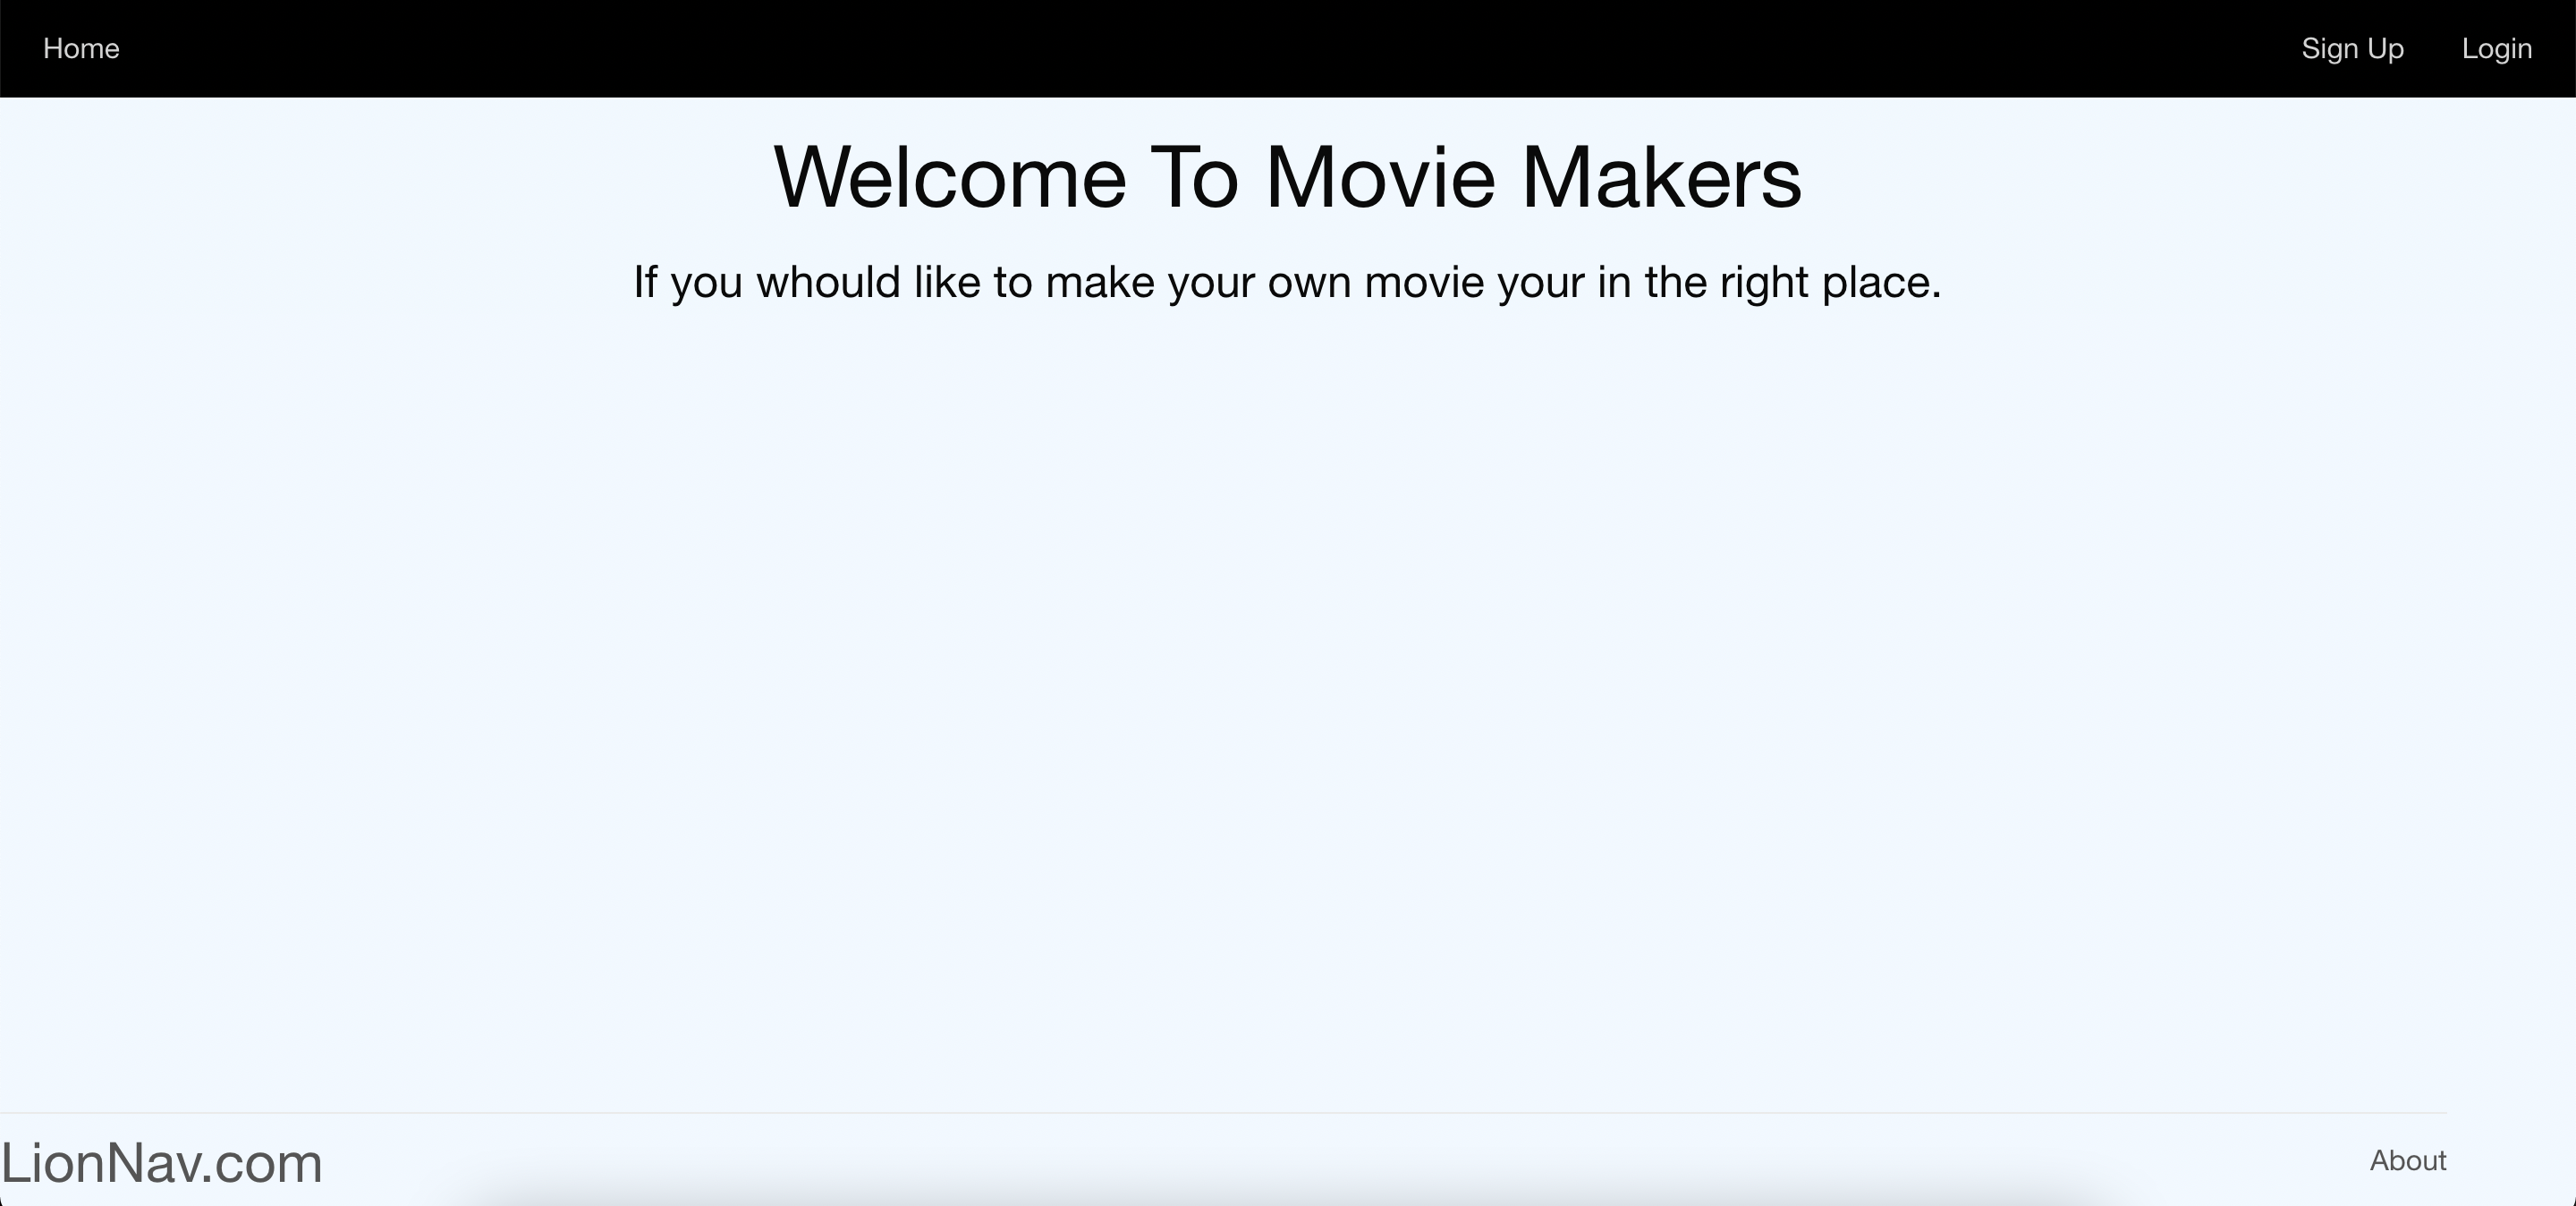 Home Sign Up Login
Welcome To Movie Makers
If you whould like to make your own movie your in the right place.
LionNav.com About